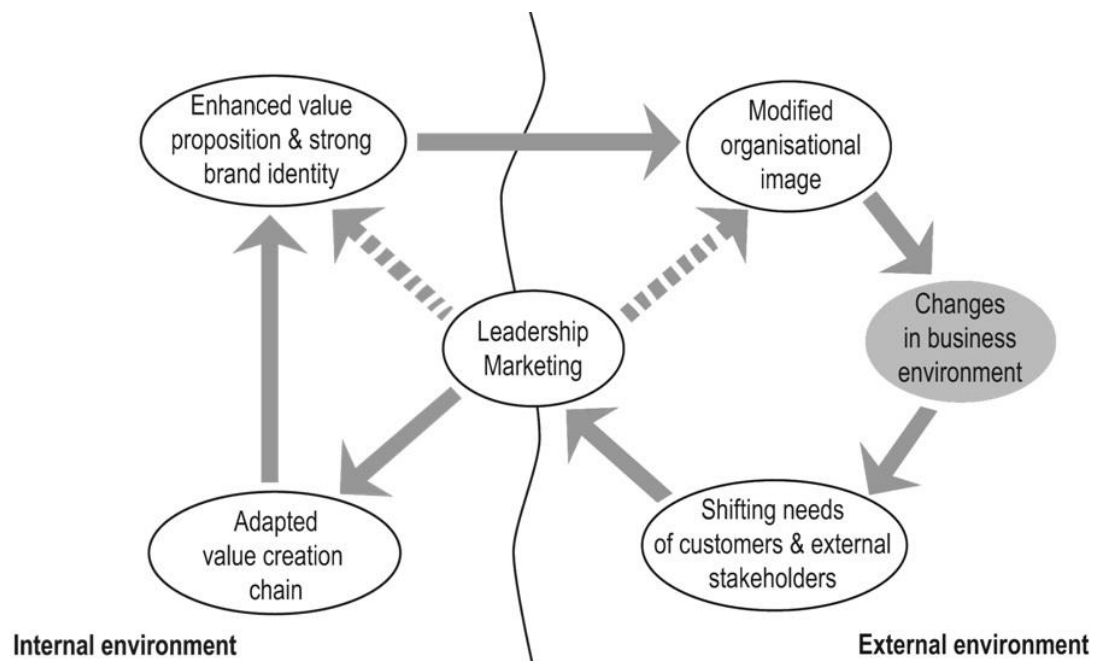 Enhanced value
proposition & strong
brand identity
Modified
organisational
image
Changes
in business
environment
Leadership
Marketing
Adapted
value creation
chain
Shifting needs
of customers & external
stakeholders
Internal environment
External environment